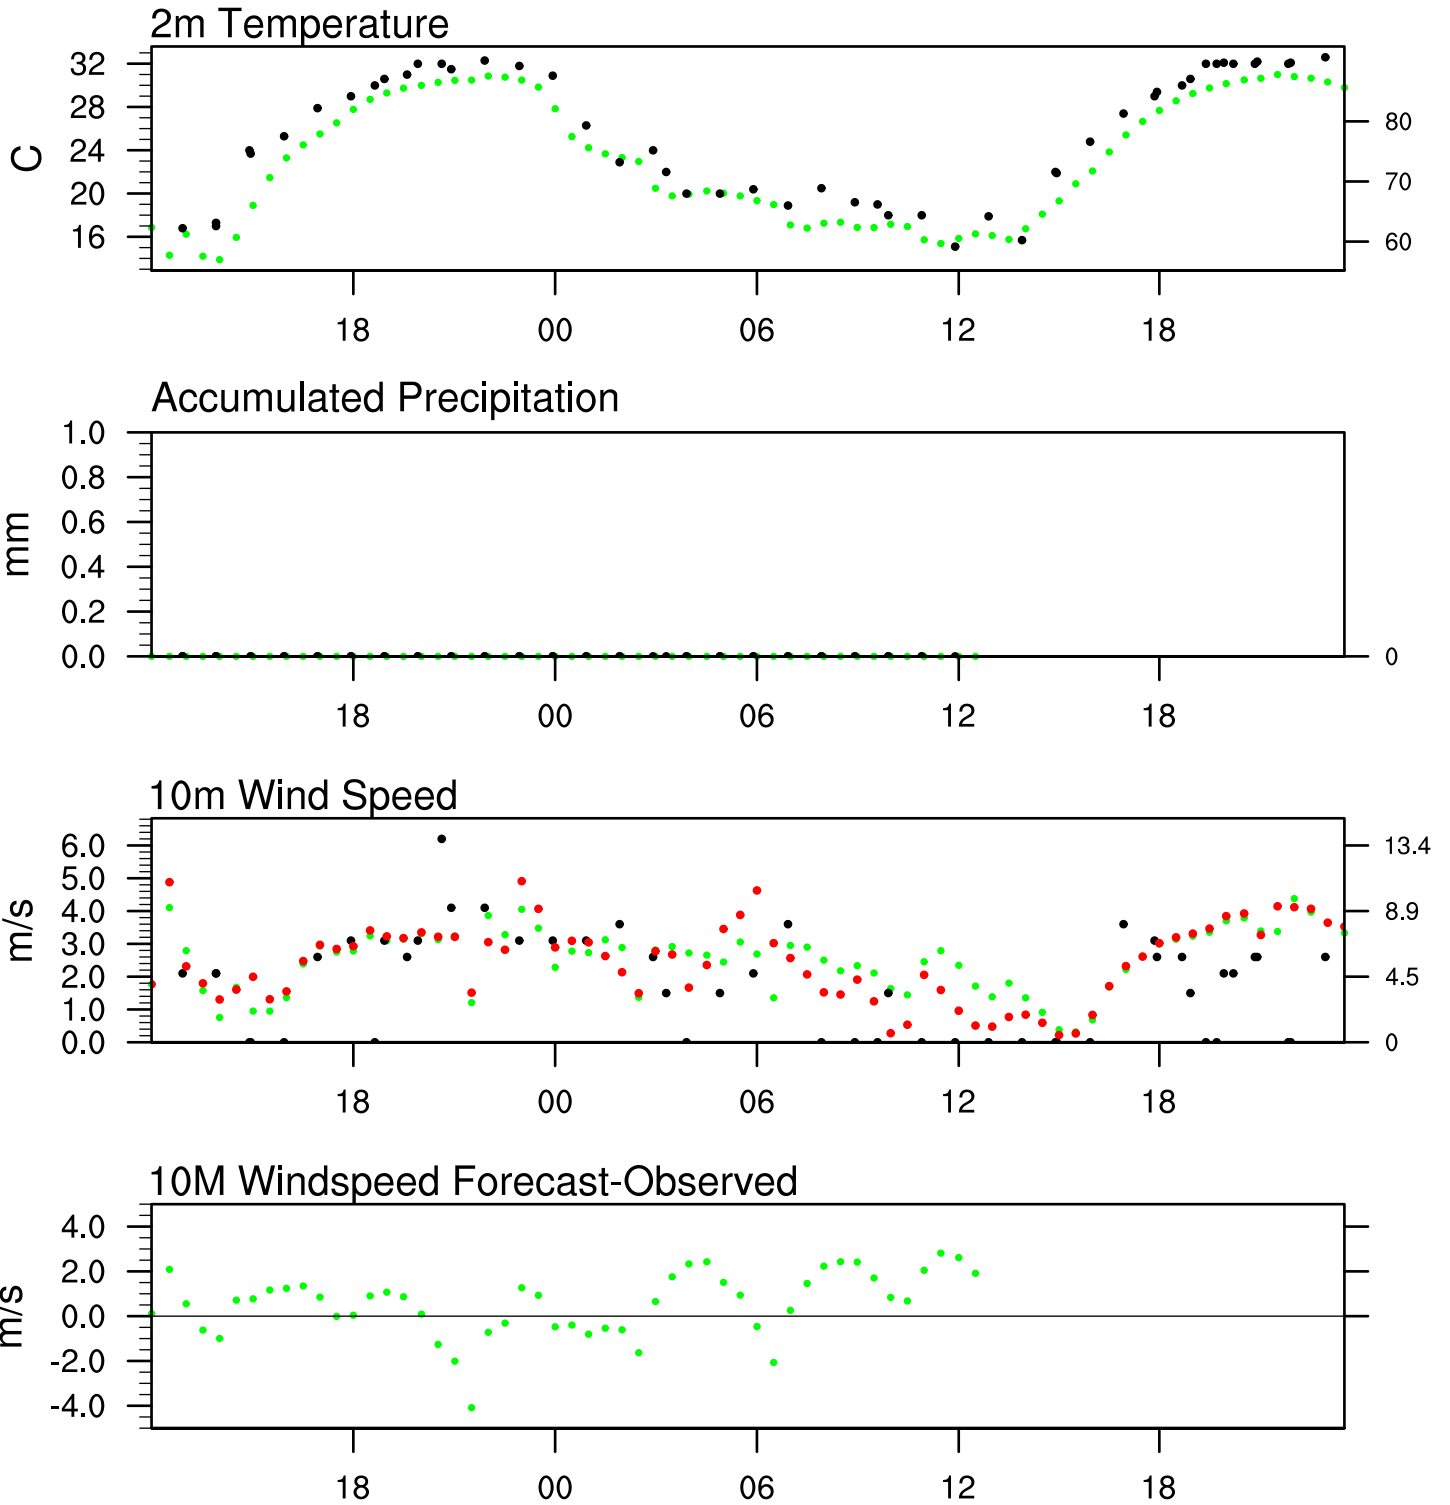 2m Temperature
32
28
24
20
16
C
80
70
60
18 00 06 12 18
Accumulated Precipitation
1.0
0.8
0.6
0.4
0.2
0.0
mm
0
18 00 06 12 18
10m Wind Speed
6.0
5.0
4.0
3.0
2.0
1.0
0.0
m/s
13.4
8.9
4.5
0
18 00 06 12 18
10M Windspeed Forecast-Observed
4.0
2.0
0.0
-2.0
-4.0
m/s
18 00 06 12 18